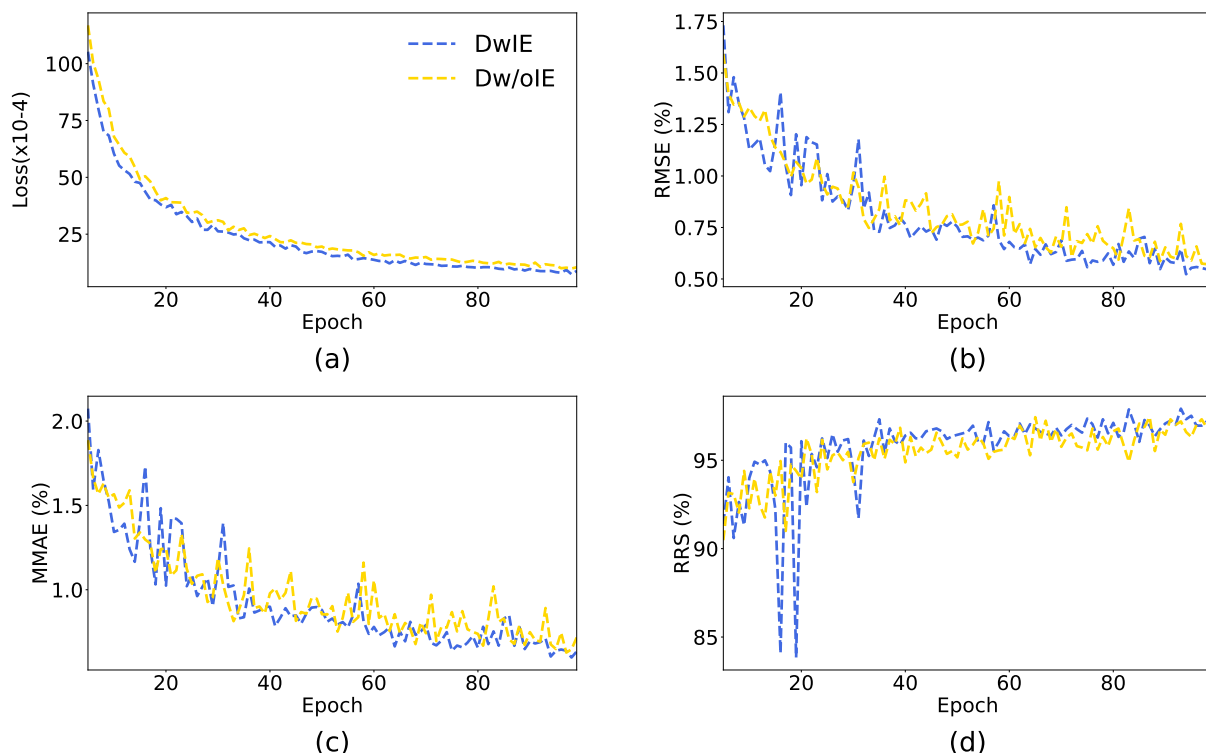 100
75
50
25
Loss(x10-4)
DwIE
Dw/oIE
20 40 60 80
Epoch
(a)
1.75
1.50
1.25
1.00
0.75
0.50
RMSE (%)
20 40 60 80
Epoch
(b)
2.0
1.5
1.0
MMAE (%)
20 40 60 80
Epoch
(c)
95
90
85
RRS (%)
20 40 60 80
Epoch
(d)